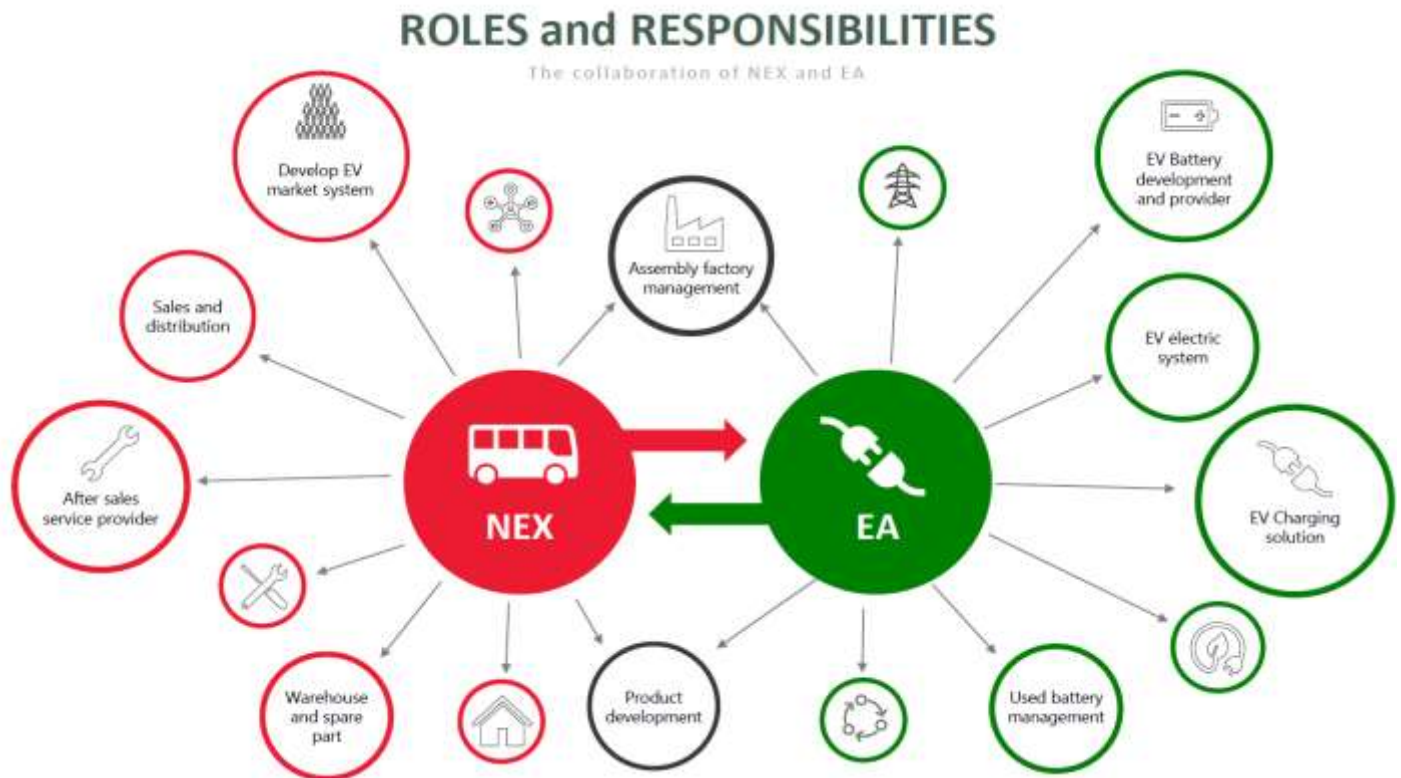 ROLES and RESPONSIBILITIES
The collaboration of NEX and EA
Develop EV
market system
Sales and
distribution
After sales
service provider
Warehouse
and spare
part
NEX
Assembly factory
management
Product
development
EA
EV Battery
development
and provider
EV electric
system
EV Charging
solution
Used battery
management